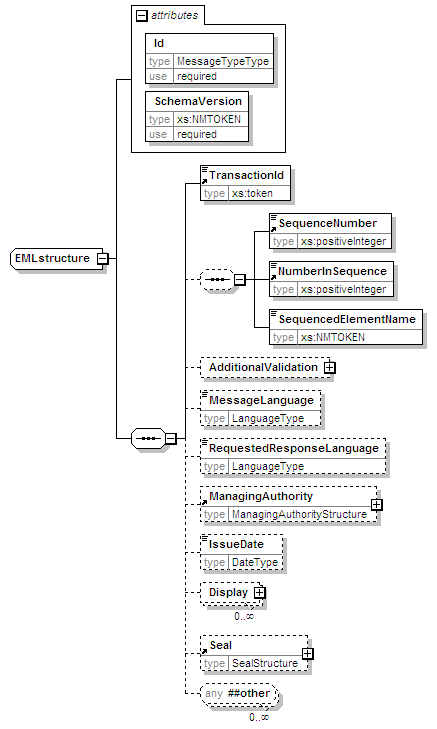 attributes
Id
type MessageTypeType
use required
SchemaVersion
type xs:NMTOKEN
use required
EMLstructure
TransactionId
type xs:token
SequenceNumber
type xs:positiveInteger
NumberInSequence
type xs:positiveInteger
SequencedElementName
type xs:NMTOKEN
AdditionalValidation
MessageLanguage
type LanguageType
RequestedResponseLanguage
type LanguageType
ManagingAuthority
type ManagingAuthorityStructure
IssueDate
type DateType
Display
0..∞
Seal
type SealStructure
any ##other
0..∞